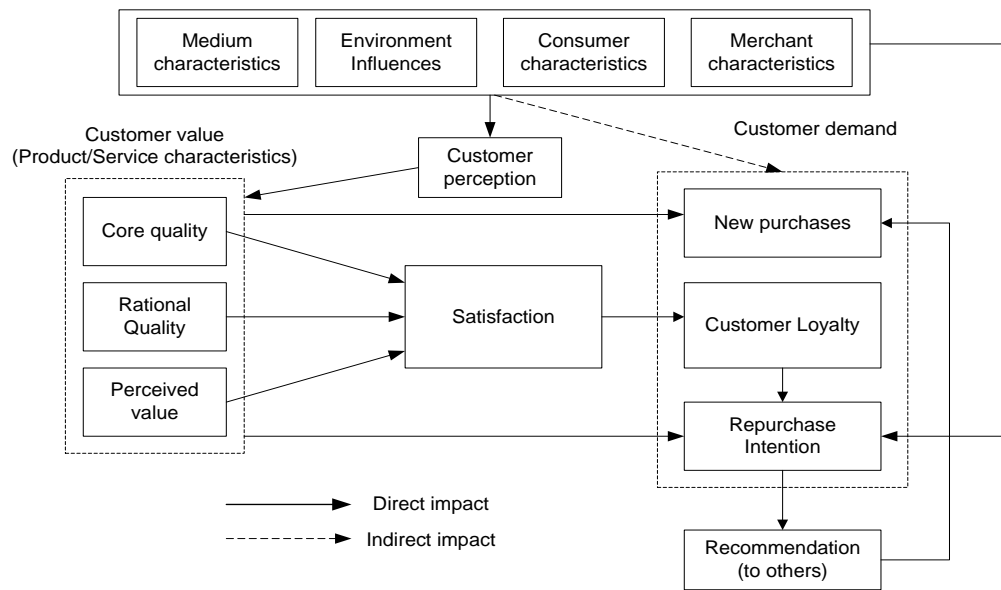 Medium
characteristics
Environment
Influences
Consumer
characteristics
Merchant
characteristics
Customer value
(Product/Service characteristics)
Customer
perception
Customer demand
Core quality
New purchases
Rational
Quality
Satisfaction
Customer Loyalty
Perceived
value
Repurchase
Intention
Direct impact
Indirect impact
Recommendation
(to others)